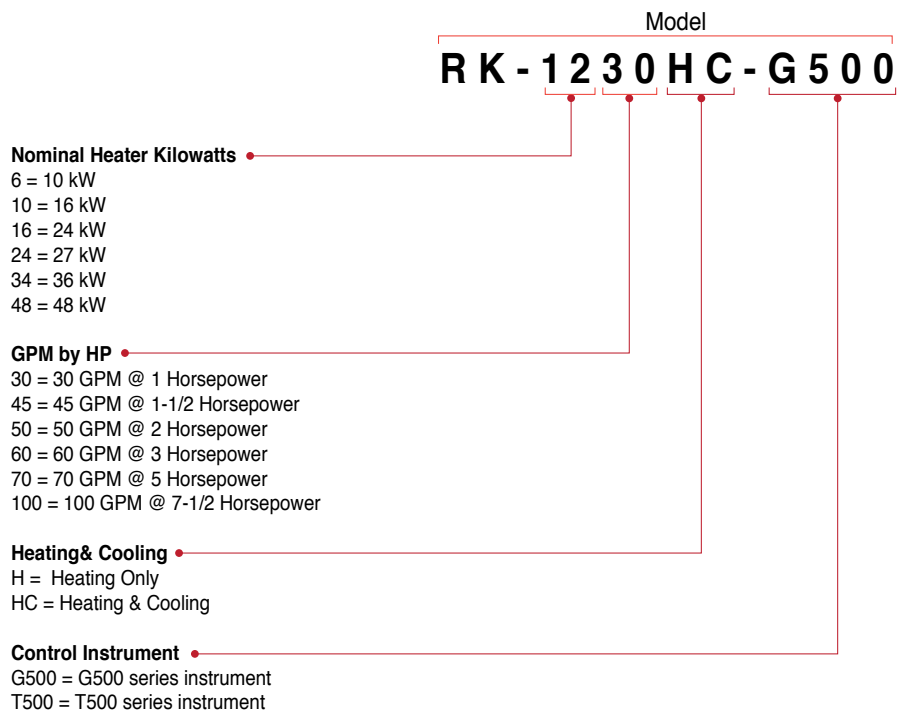 Model
RK-1230HC-G500
Nominal Heater Kilowatts
6 = 10 kW
10 = 16 kW
16 = 24 kW
24 = 27 kW
34 = 36 kW
48 = 48 kW
GPM by HP
30 = 30 GPM @ 1 Horsepower
45 = 45 GPM @ 1-1/2 Horsepower
50 = 50 GPM @ 2 Horsepower
60 = 60 GPM @ 3 Horsepower
70 = 70 GPM @ 5 Horsepower
100 = 100 GPM @ 7-1/2 Horsepower
Heating& Cooling
H = Heating Only
HC = Heating & Cooling
Control Instrument
G500 = G500 series instrument
T500 = T500 series instrument